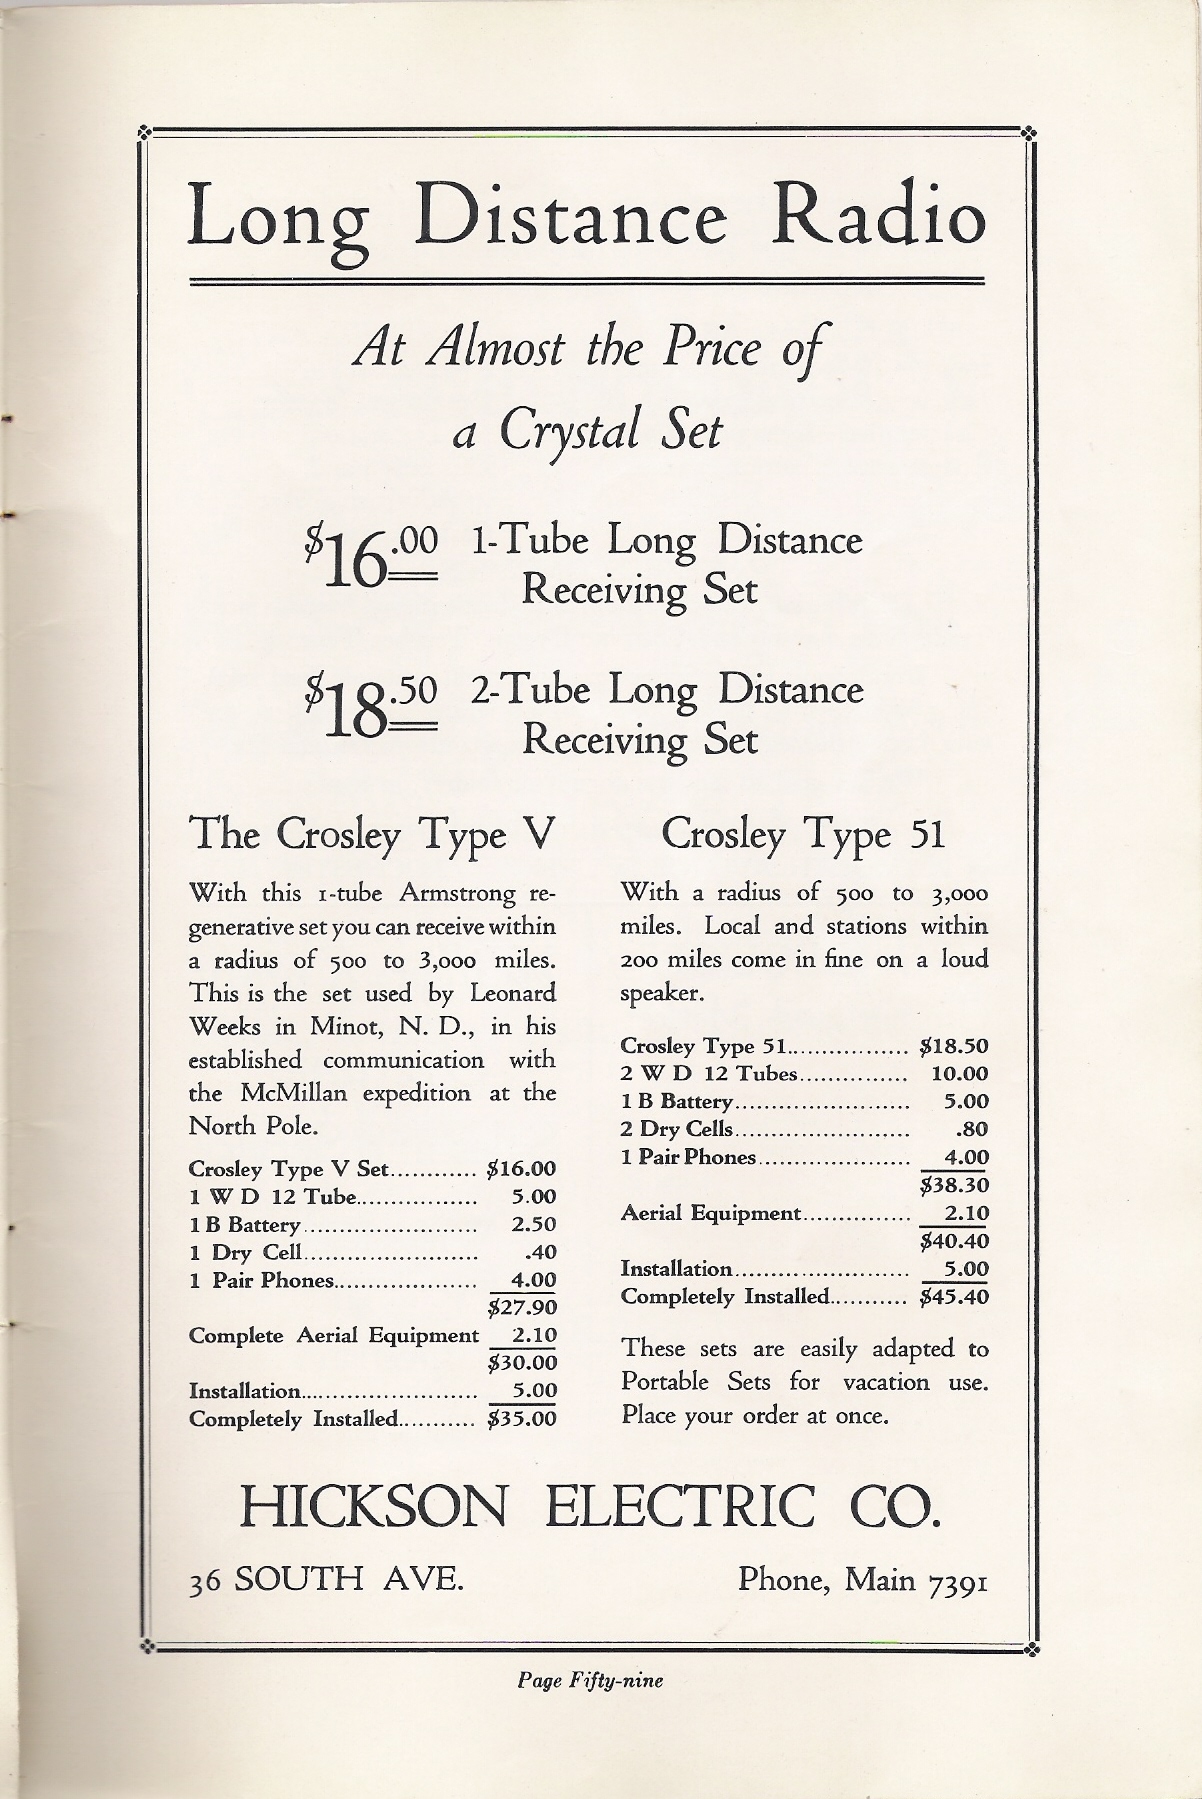 Long Distance Radio
At Almost the Price of
a Crystal Set
$16.00 1-Tube Long Distance
Receiving Set
$18.50 2-Tube Long Distance
Receiving Set
The Crosley Type V
With this 1-tube Armstrong re-
generative set you can receive within
a radius of 500 to 3,000 miles.
This is the set used by Leonard
Weeks in Minot, N. D., in his
established communication with
the McMillan expedition at the
North Pole.
Crosley Type V Set........... $16.00
1 W D 12 Tube................. 5.00
1 B Battery......................... 2.50
1 Dry Cell......................... .40
1 Pair Phones..................... 4.00
$27.90
Complete Aerial Equipment 2.10
$30.00
Installation......................... 5.00
Completely Installed........... $35.00
Crosley Type 51
With a radius of 500 to 3,000
miles. Local and stations within
200 miles come in fine on a loud
speaker.
Crosley Type 51................. $18.50
2 W D 12 Tubes............... 10.00
1 B Battery......................... 5.00
2 Dry Cells......................... .80
1 Pair Phones...................... 4.00
$38.30
Aerial Equipment............... 2.10
$40.40
Installation......................... 5.00
Completely Installed........... $45.40
These sets are easily adapted to
Portable Sets for vacation use.
Place your order at once.
HICKSON ELECTRIC CO.
36 SOUTH AVE. Phone, Main 7391
Page Fifty-nine